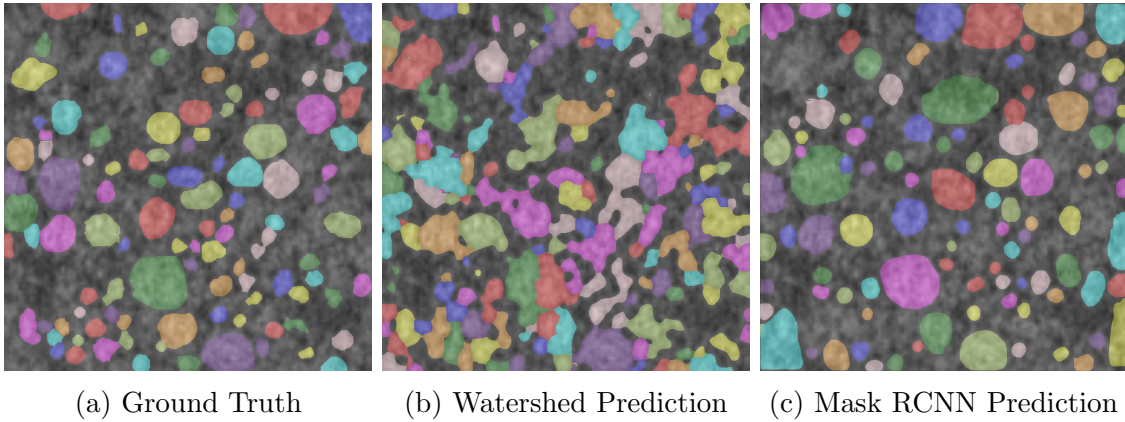 (a) Ground Truth
(b) Watershed Prediction
(c) Mask RCNN Prediction